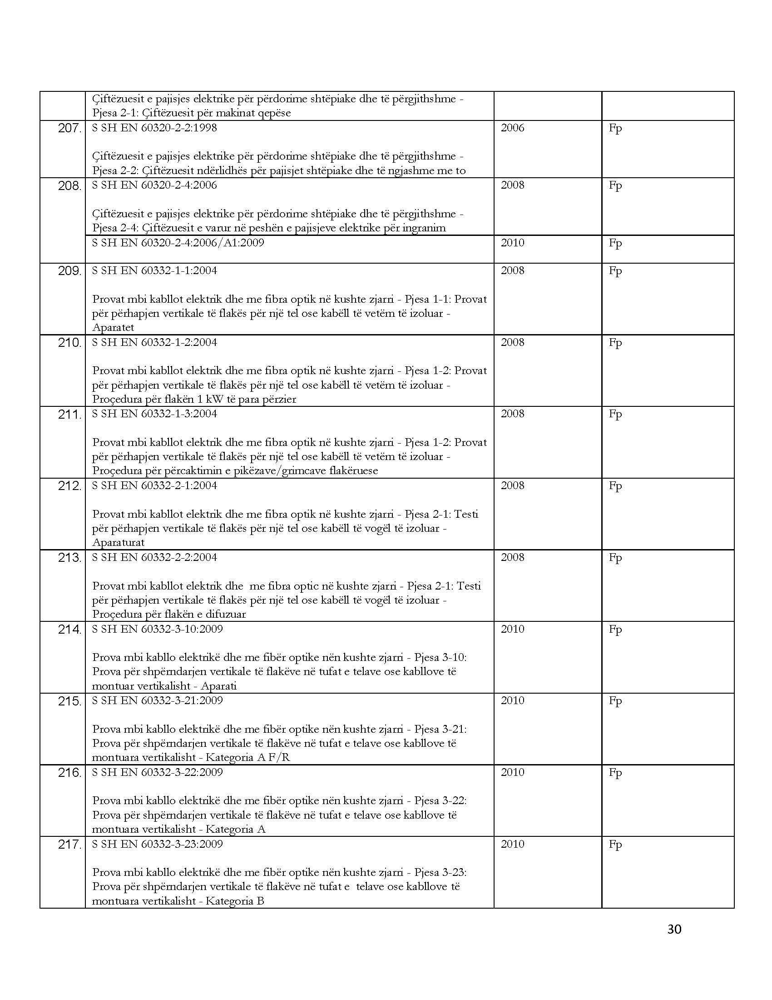 Çiftëzuesit e pajisjes elektrike për përdorime shtëpiake dhe të përgjithshme -
Pjesa 2-1: Çiftëzuesit për makinat qepëse
207. S SH EN 60320-2-2:1998 2006 Fp
Çiftëzuesit e pajisjes elektrike për përdorime shtëpiake dhe të përgjithshme -
Pjesa 2-2: Çiftëzuesit ndërlidhës për pajisjet shtëpiake dhe të ngjashme me to
208. S SH EN 60320-2-4:2006 2008 Fp
Çiftëzuesit e pajisjes elektrike për përdorime shtëpiake dhe të përgjithshme -
Pjesa 2-4: Çiftëzuesit e varur në peshën e pajisjeve elektrike për ingranim
S SH EN 60320-2-4:2006/A1:2009 2010 Fp
209. S SH EN 60332-1-1:2004 2008 Fp
Provat mbi kabllot elektrik dhe me fibra optik në kushte zjarri - Pjesa 1-1: Provat
për përhapjen vertikale të flakës për një tel ose kabëll të vetëm të izoluar -
Aparatet
210. S SH EN 60332-1-2:2004 2008 Fp
Provat mbi kabllot elektrik dhe me fibra optik në kushte zjarri - Pjesa 1-2: Provat
për përhapjen vertikale të flakës për një tel ose kabëll të vetëm të izoluar -
Proçedura për flakën 1 kW të para përzier
211. S SH EN 60332-1-3:2004 2008 Fp
Provat mbi kabllot elektrik dhe me fibra optik në kushte zjarri - Pjesa 1-2: Provat
për përhapjen vertikale të flakës për një tel ose kabëll të vetëm të izoluar -
Proçedura për përcaktimin e pikëzave/grimcave flakëruese
212. S SH EN 60332-2-1:2004 2008 Fp
Provat mbi kabllot elektrik dhe me fibra optik në kushte zjarri - Pjesa 2-1: Testi
për përhapjen vertikale të flakës për një tel ose kabëll të vogël të izoluar -
Aparaturat
213. S SH EN 60332-2-2:2004 2008 Fp
Provat mbi kabllot elektrik dhe  me fibra optic në kushte zjarri - Pjesa 2-1: Testi
për përhapjen vertikale të flakës për një tel ose kabëll të vogël të izoluar -
Proçedura për flakën e difuzuar
214. S SH EN 60332-3-10:2009 2010 Fp
Prova mbi kabllo elektrikë dhe me fibër optike nën kushte zjarri - Pjesa 3-10:
Prova për shpërndarjen vertikale të flakëve në tufat e telave ose kabllove të
montuar vertikalisht - Aparati
215. S SH EN 60332-3-21:2009 2010 Fp
Prova mbi kabllo elektrikë dhe me fibër optike nën kushte zjarri - Pjesa 3-21:
Prova për shpërndarjen vertikale të flakëve në tufat e telave ose kabllove të
montuara vertikalisht - Kategoria A F/R
216. S SH EN 60332-3-22:2009 2010 Fp
Prova mbi kabllo elektrikë dhe me fibër optike nën kushte zjarri - Pjesa 3-22:
Prova për shpërndarjen vertikale të flakëve në tufat e telave ose kabllove të
montuara vertikalisht - Kategoria A
217. S SH EN 60332-3-23:2009 2010 Fp
Prova mbi kabllo elektrikë dhe me fibër optike nën kushte zjarri - Pjesa 3-23:
Prova për shpërndarjen vertikale të flakëve në tufat e  telave ose kabllove të
montuara vertikalisht - Kategoria B
30